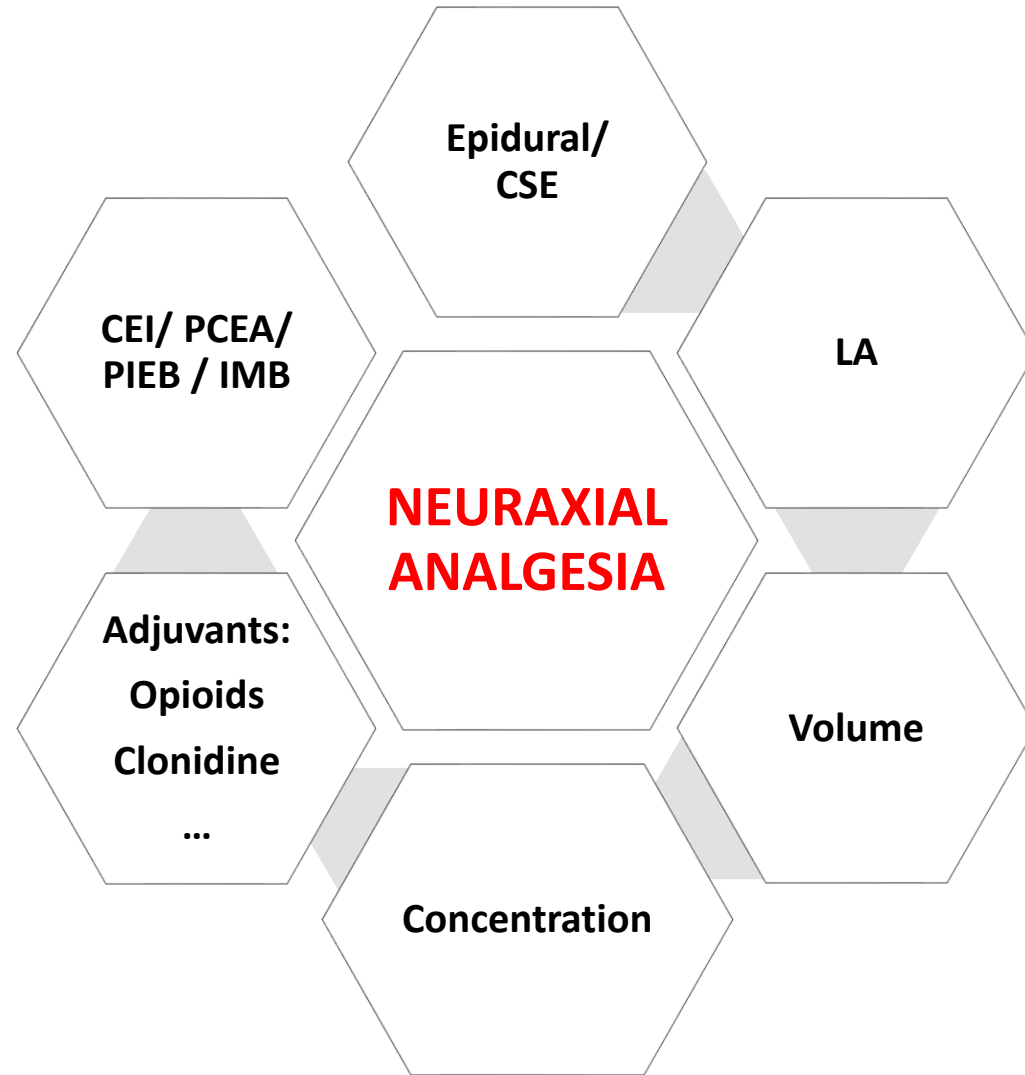 Epidural/
CSE
LA
Volume
Concentration
Adjuvants:
Opioids
Clonidine
...
CEI/ PCEA/
PIEB / IMB
NEURAXIAL
ANALGESIA